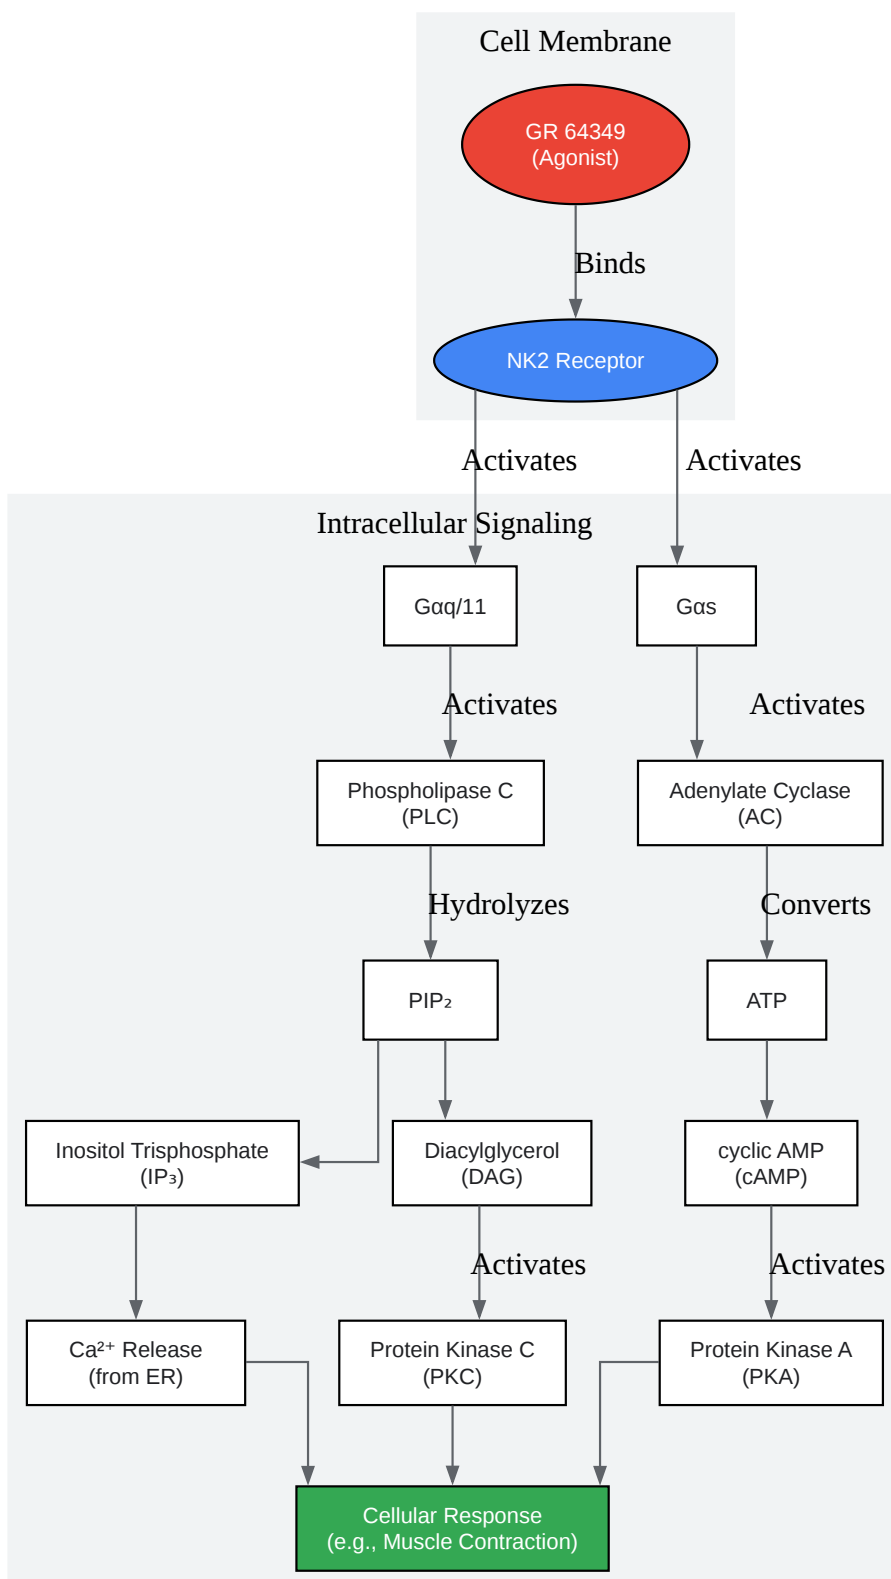 Cell Membrane
GR 64349
(Agonist)
Binds
NK2 Receptor
Activates
Activates
Intracellular Signaling
Gαq/11
Gαs
Activates
Activates
Phospholipase C
(PLC)
Adenylate Cyclase
(AC)
Hydrolyzes
Converts
PIP₂
ATP
Inositol Trisphosphate
(IP₃)
Diacylglycerol
(DAG)
cyclic AMP
(cAMP)
Activates
Activates
Ca²⁺ Release
(from ER)
Protein Kinase C
(PKC)
Protein Kinase A
(PKA)
Cellular Response
(e.g., Muscle Contraction)